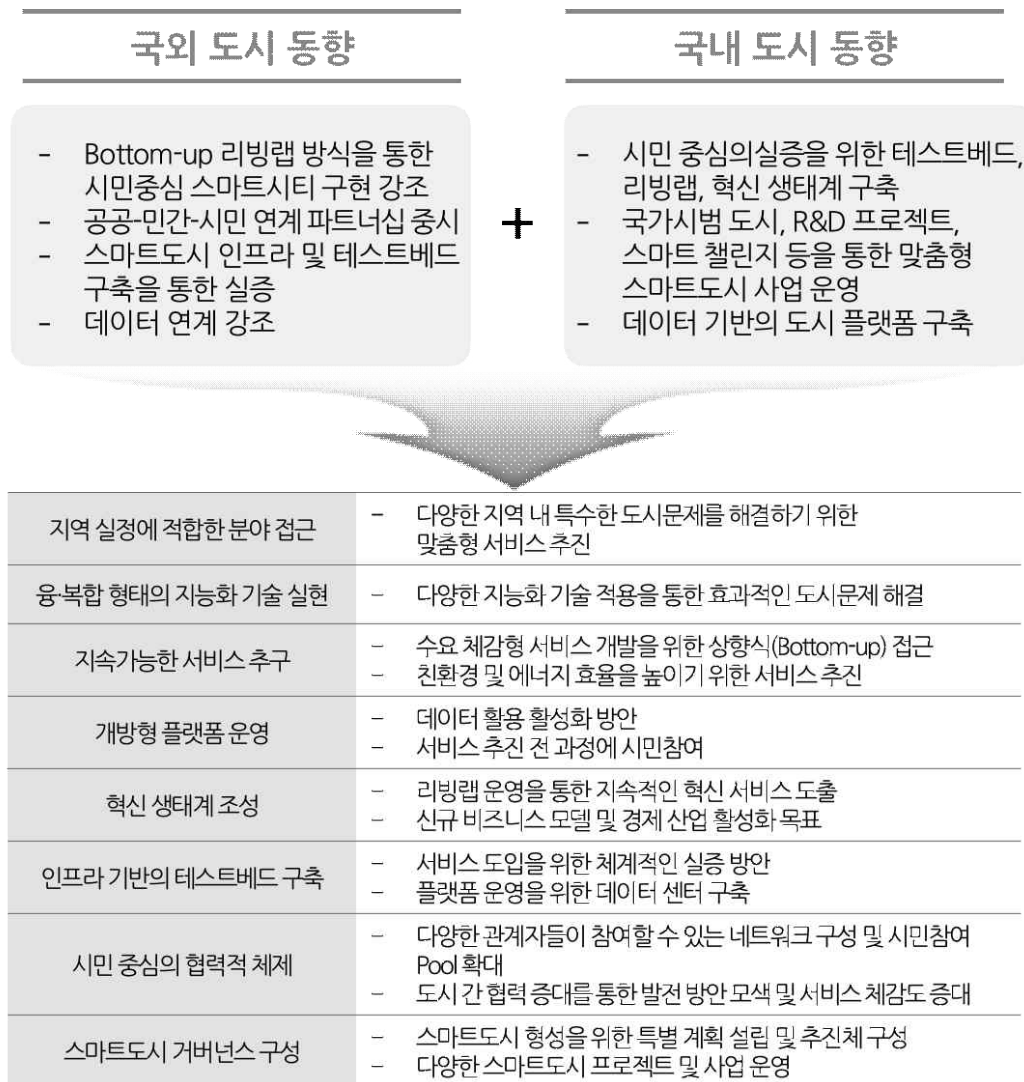 국외 도시 동향
- Bottom-up 리빙랩 방식을 통한
시민중심 스마트시티 구현 강조
- 공공-민간-시민 연계 파트너십 중시
- 스마트도시 인프라 및 테스트베드
구축을 통한 실증
- 데이터 연계 강조
+
국내 도시 동향
- 시민 중심의실증을 위한 테스트베드,
리빙랩, 혁신 생태계 구축
- 국가시범 도시, R&D 프로젝트,
스마트 챌린지 등을 통한 맞춤형
스마트도시 사업 운영
- 데이터 기반의 도시 플랫폼 구축
지역 실정에 적합한 분야 접근
- 다양한 지역 내 특수한 도시문제를 해결하기 위한
맞춤형 서비스 추진
융·복합 형태의 지능화 기술 실현
- 다양한 지능화 기술 적용을 통한 효과적인 도시문제 해결
지속가능한 서비스 추구
- 수요 체감형 서비스 개발을 위한 상향식(Bottom-up) 접근
- 친환경 및 에너지 효율을 높이기 위한 서비스 추진
개방형 플랫폼 운영
- 데이터 활용 활성화 방안
- 서비스 추진 전 과정에 시민참여
혁신 생태계 조성
- 리빙랩 운영을 통한 지속적인 혁신 서비스 도출
- 신규 비즈니스 모델 및 경제 산업 활성화 목표
인프라 기반의 테스트베드 구축
- 서비스 도입을 위한 체계적인 실증 방안
- 플랫폼 운영을 위한 데이터 센터 구축
시민 중심의 협력적 체제
- 다양한 관계자들이 참여할 수 있는 네트워크 구성 및 시민참여
Pool 확대
- 도시 간 협력 증대를 통한 발전 방안 모색 및 서비스 체감도 증대
스마트도시 거버넌스 구성
- 스마트도시 형성을 위한 특별 계획 설립 및 추진체 구성
- 다양한 스마트도시 프로젝트 및 사업 운영